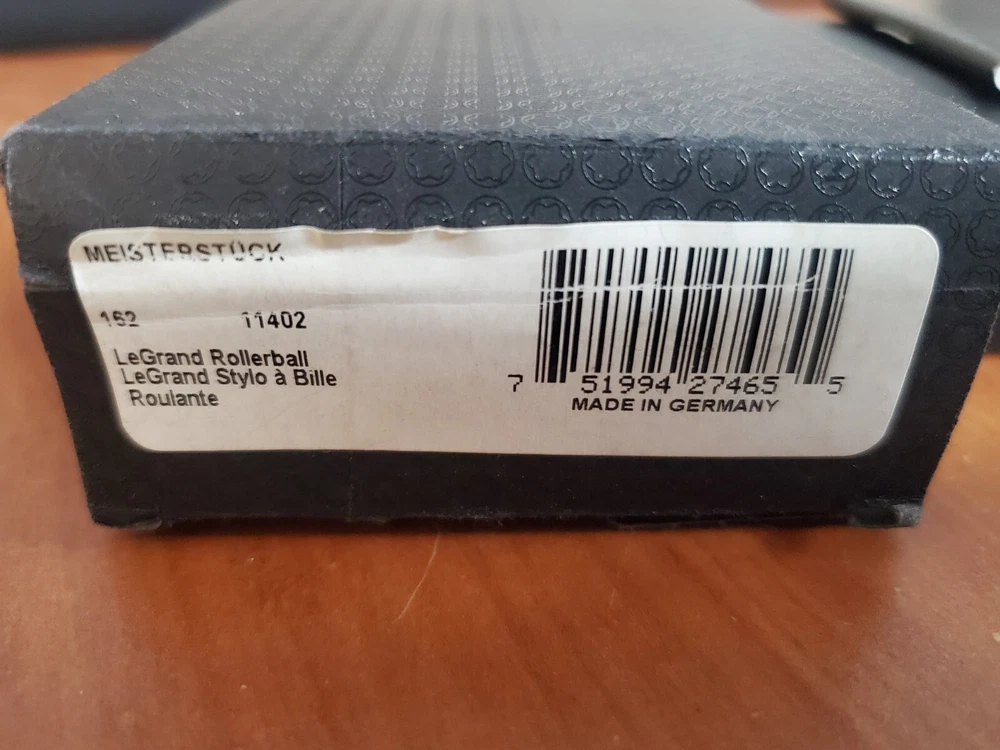 MEISTERSTÜCK
162 11402
LeGrand Rollerball
LeGrand Stylo à Bille
Roulante
7 51994 27465 5
MADE IN GERMANY